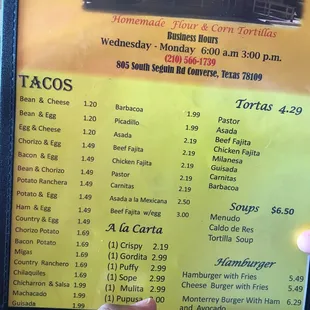 Homemade Flour & Corn Tortillas
Business Hours
Wednesday - Monday 6:00 a.m 3:00 p.m.
(210) 566-1739
805 South Seguin Rd Converse, Texas 78109
TACOS
Bean & Cheese 1.20
Bean & Egg 1.20
Egg & Cheese 1.20
Chorizo & Egg 1.49
Bacon & Egg 1.49
Bean & Chorizo 1.49
Potato Ranchera 1.49
Potato & Egg 1.49
Ham & Egg 1.49
Country & Egg 1.49
Chorizo Potato 1.69
Bacon Potato 1.69
Migas 1.69
Country Ranchero 1.69
Chilaquiles 1.69
Chicharron & Salsa 1.99
Machacado 1.99
Guisada 1.99
Barbacoa 1.99
Picadillo 1.99
Asada 2.19
Beef Fajita 2.19
Chicken Fajita 2.19
Pastor 2.19
Carnitas 2.19
Asada a la Mexicana 2.50
Beef Fajita w/egg 3.00
A la Carta
(1) Crispy 2.19
(1) Gordita 2.99
(1) Puffy 2.99
(1) Sope 2.99
(1) Mulita 2.99
(1) Pupusa
Tortas 4.29
Pastor
Asada
Beef Fajita
Chicken Fajita
Milanesa
Guisada
Carnitas
Barbacoa
Soups $6.50
Menudo
Caldo de Res
Tortilla Soup
Hamburger
Hamburger with Fries 5.49
Cheese Burger with Fries 5.49
Monterrey Burger With Ham 6.29
and Avocado